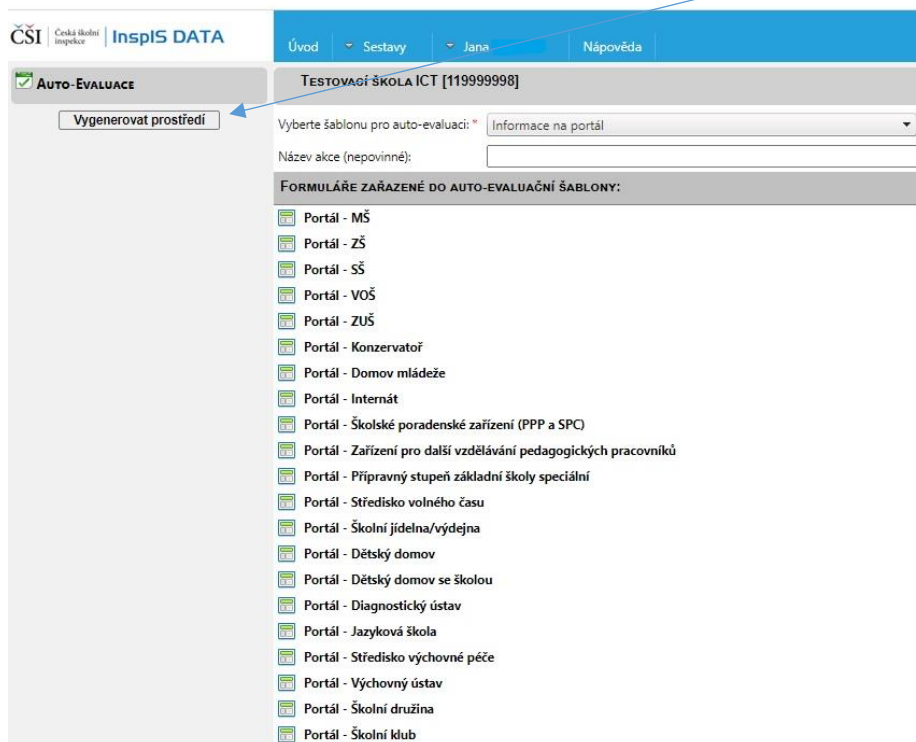 ČŠI Česká školní inspekce InspIS DATA
Úvod Sestavy Jana Nápověda
Auto-Evaluace
Vygenerovat prostředí
Testovací škola ICT [119999998]
Vyberte šablonu pro auto-evaluaci: * Informace na portál
Název akce (nepovinné):
Formuláře zařazené do auto-evaluační šablony:
Portál - MŠ
Portál - ZŠ
Portál - SŠ
Portál - VOŠ
Portál - ZUŠ
Portál - Konzervatoř
Portál - Domov mládeže
Portál - Internát
Portál - Školské poradenské zařízení (PPP a SPC)
Portál - Zařízení pro další vzdělávání pedagogických pracovníků
Portál - Přípravný stupeň základní školy speciální
Portál - Středisko volného času
Portál - Školní jídelna/výdejna
Portál - Dětský domov
Portál - Dětský domov se školou
Portál - Diagnostický ústav
Portál - Jazyková škola
Portál - Středisko výchovné péče
Portál - Výchovný ústav
Portál - Školní družina
Portál - Školní klub